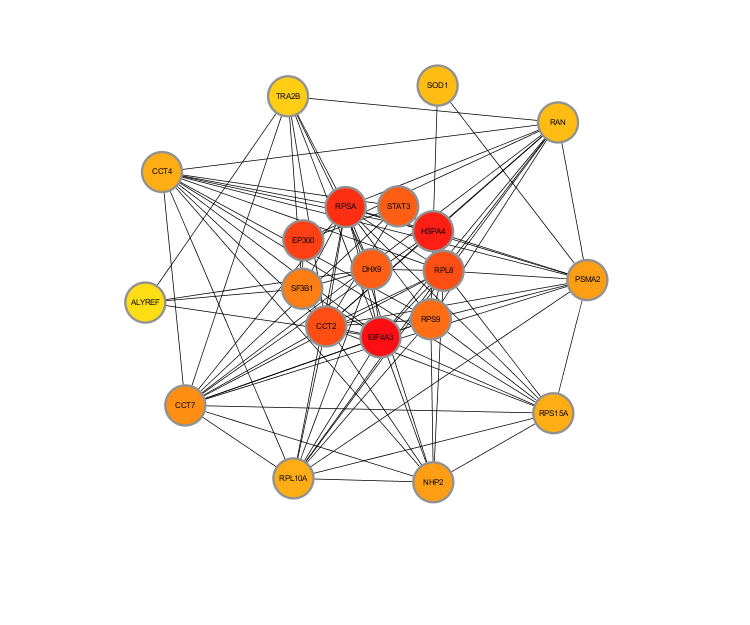 SOD1
TRA2B
RAN
CCT4
RPSA
STAT3
HSPA4
EP300
DHX9
RPL8
PSMA2
SF3B1
ALYREF
RPS9
CCT2
EIF4A3
CCT7
RPS15A
RPL10A
NHP2